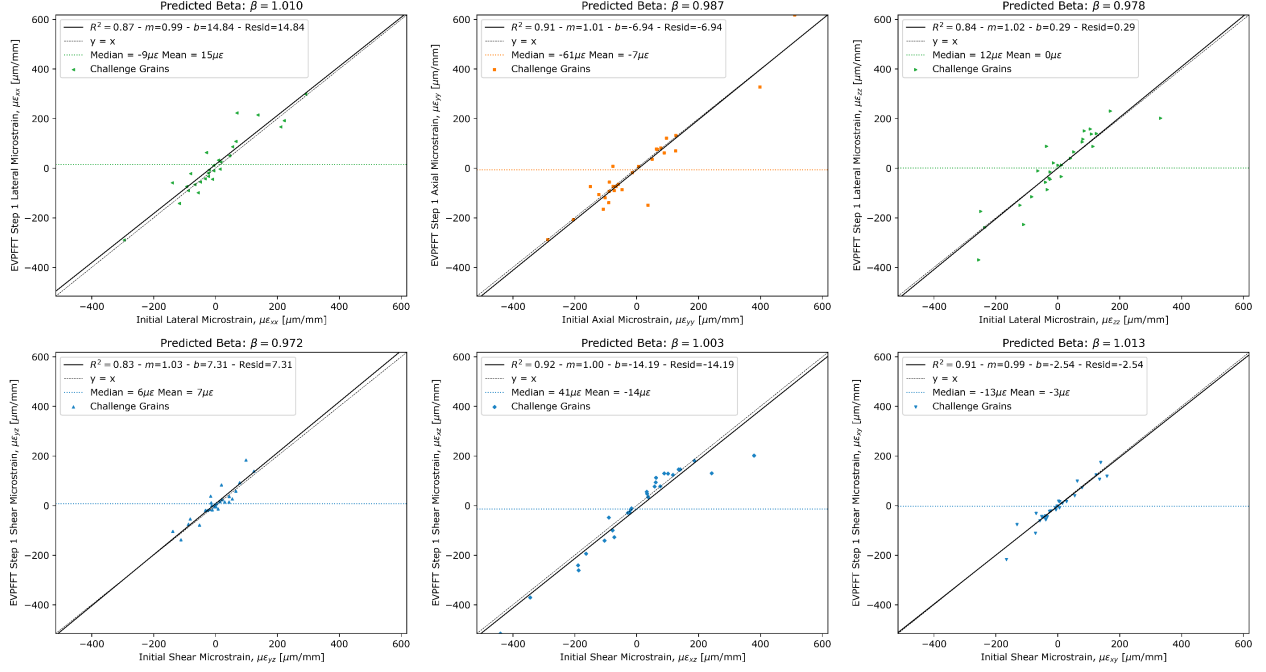 Predicted Beta: β = 1.010
R² = 0.87 - m=0.99 - b=14.84 - Resid=14.84
y = x
Median = -9με Mean = 15με
Challenge Grains
EVPFFT Step 1 Lateral Microstrain, με_xx [μm/mm]
600
400
200
0
−200
−400
−400
−200
0
200
400
600
Initial Lateral Microstrain, με_xx [μm/mm]
Predicted Beta: β = 0.987
R² = 0.91 - m=1.01 - b=-6.94 - Resid=-6.94
y = x
Median = -61με Mean = -7με
Challenge Grains
EVPFFT Step 1 Axial Microstrain, με_yy [μm/mm]
600
400
200
0
−200
−400
−400
−200
0
200
400
600
Initial Axial Microstrain, με_yy [μm/mm]
Predicted Beta: β = 0.978
R² = 0.84 - m=1.02 - b=0.29 - Resid=0.29
y = x
Median = 12με Mean = 0με
Challenge Grains
EVPFFT Step 1 Lateral Microstrain, με_zz [μm/mm]
600
400
200
0
−200
−400
−400
−200
0
200
400
600
Initial Lateral Microstrain, με_zz [μm/mm]
Predicted Beta: β = 0.972
R² = 0.83 - m=1.03 - b=7.31 - Resid=7.31
y = x
Median = 6με Mean = 7με
Challenge Grains
EVPFFT Step 1 Shear Microstrain, με_yz [μm/mm]
600
400
200
0
−200
−400
−400
−200
0
200
400
600
Initial Shear Microstrain, με_yz [μm/mm]
Predicted Beta: β = 1.003
R² = 0.92 - m=1.00 - b=-14.19 - Resid=-14.19
y = x
Median = 41με Mean = -14με
Challenge Grains
EVPFFT Step 1 Shear Microstrain, με_xz [μm/mm]
600
400
200
0
−200
−400
−400
−200
0
200
400
600
Initial Shear Microstrain, με_xz [μm/mm]
Predicted Beta: β = 1.013
R² = 0.91 - m=0.99 - b=-2.54 - Resid=-2.54
y = x
Median = -13με Mean = -3με
Challenge Grains
EVPFFT Step 1 Shear Microstrain, με_xy [μm/mm]
600
400
200
0
−200
−400
−400
−200
0
200
400
600
Initial Shear Microstrain, με_xy [μm/mm]